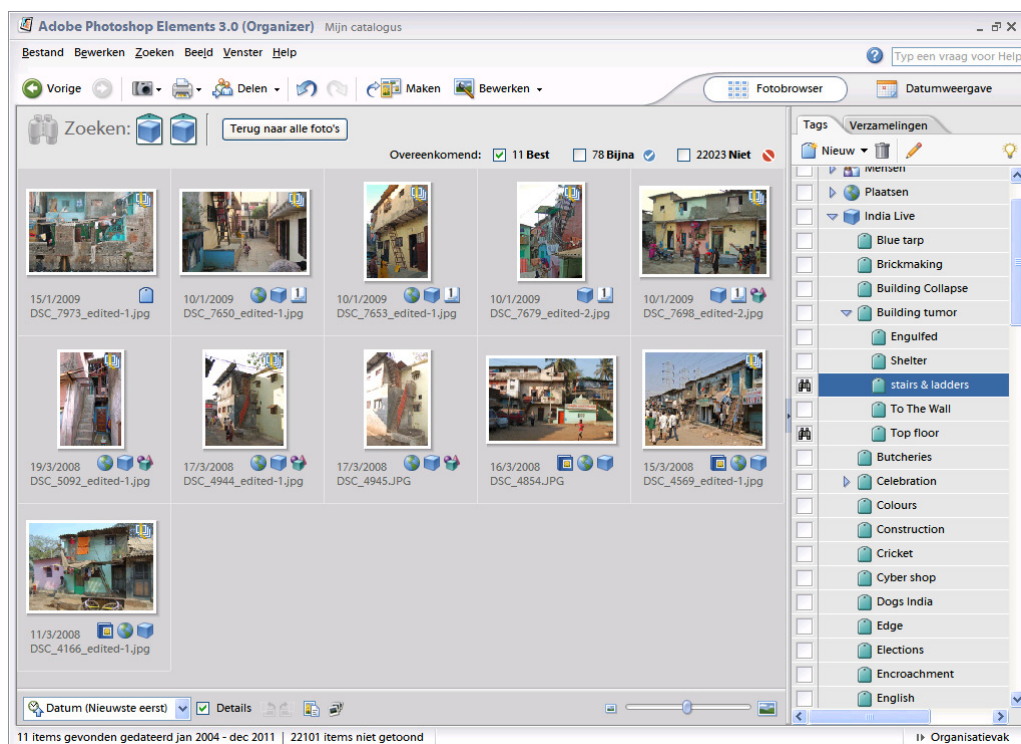 Adobe Photoshop Elements 3.0 (Organizer) Mijn catalogus
Bestand Bewerken Zoeken Beeld Venster Help
Typ een vraag voor Help
Vorige Delen Maken Bewerken Fotobrowser Datumweergave
Zoeken: Terug naar alle foto's
Overeenkomend: 11 Best 78 Bijna 22023 Niet
15/1/2009
DSC_7973_edited-1.jpg
10/1/2009
DSC_7650_edited-1.jpg
10/1/2009
DSC_7653_edited-1.jpg
10/1/2009
DSC_7679_edited-2.jpg
10/1/2009
DSC_7698_edited-2.jpg
19/3/2008
DSC_5092_edited-1.jpg
17/3/2008
DSC_4944_edited-1.jpg
17/3/2008
DSC_4945.JPG
16/3/2008
DSC_4854.JPG
15/3/2008
DSC_4569_edited-1.jpg
11/3/2008
DSC_4166_edited-1.jpg
Tags Verzamelingen
Nieuw
Mensen
Plaatsen
India Live
Blue tarp
Brickmaking
Building Collapse
Building tumor
Engulfed
Shelter
stairs & ladders
To The Wall
Top floor
Butcheries
Celebration
Colours
Construction
Cricket
Cyber shop
Dogs India
Edge
Elections
Encroachment
English
Datum (Nieuwste eerst) Details
11 items gevonden gedateerd jan 2004 - dec 2011 | 22101 items niet getoond
Organisatievak